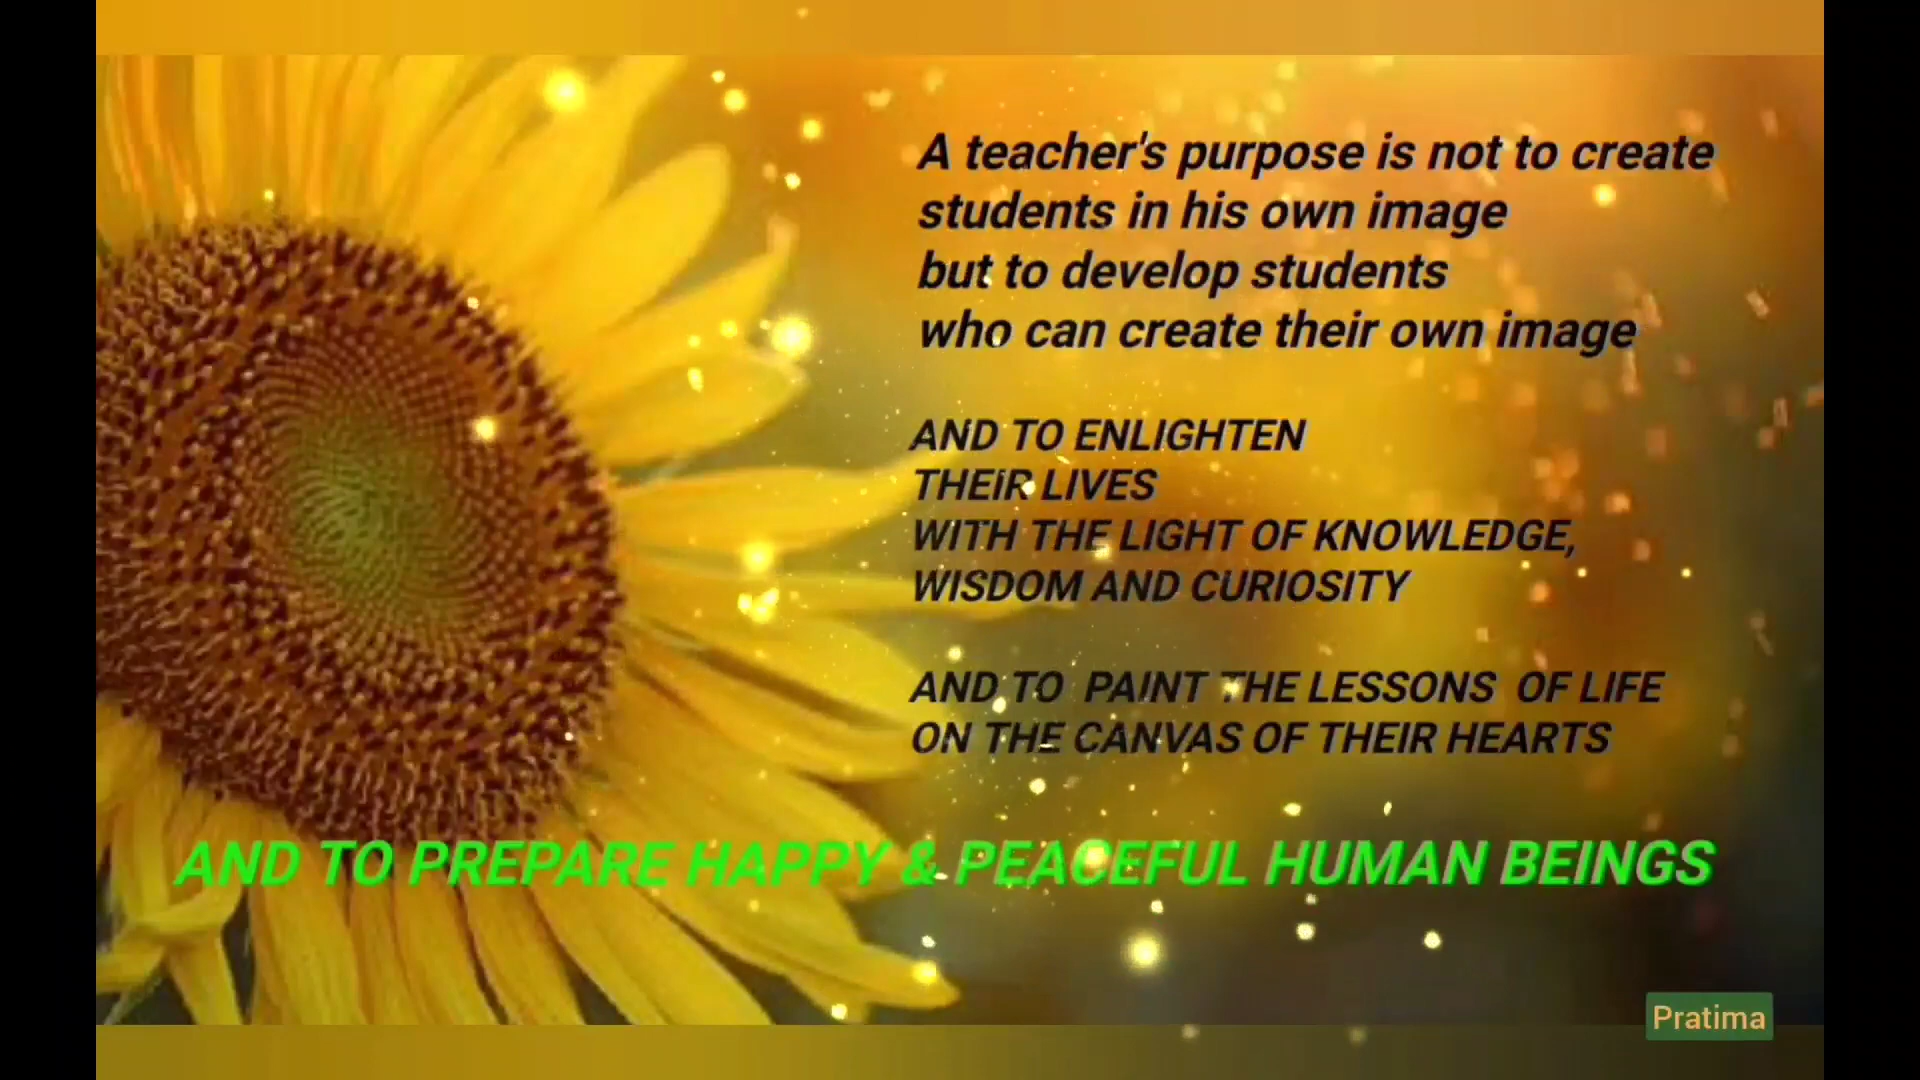 A teacher's purpose is not to create
students in his own image
but to develop students
who can create their own image
AND TO ENLIGHTEN
THEIR LIVES
WITH THE LIGHT OF KNOWLEDGE,
WISDOM AND CURIOSITY
AND TO PAINT THE LESSONS OF LIFE
ON THE CANVAS OF THEIR HEARTS
AND TO PREPARE HAPPY & PEACEFUL HUMAN BEINGS
Pratima